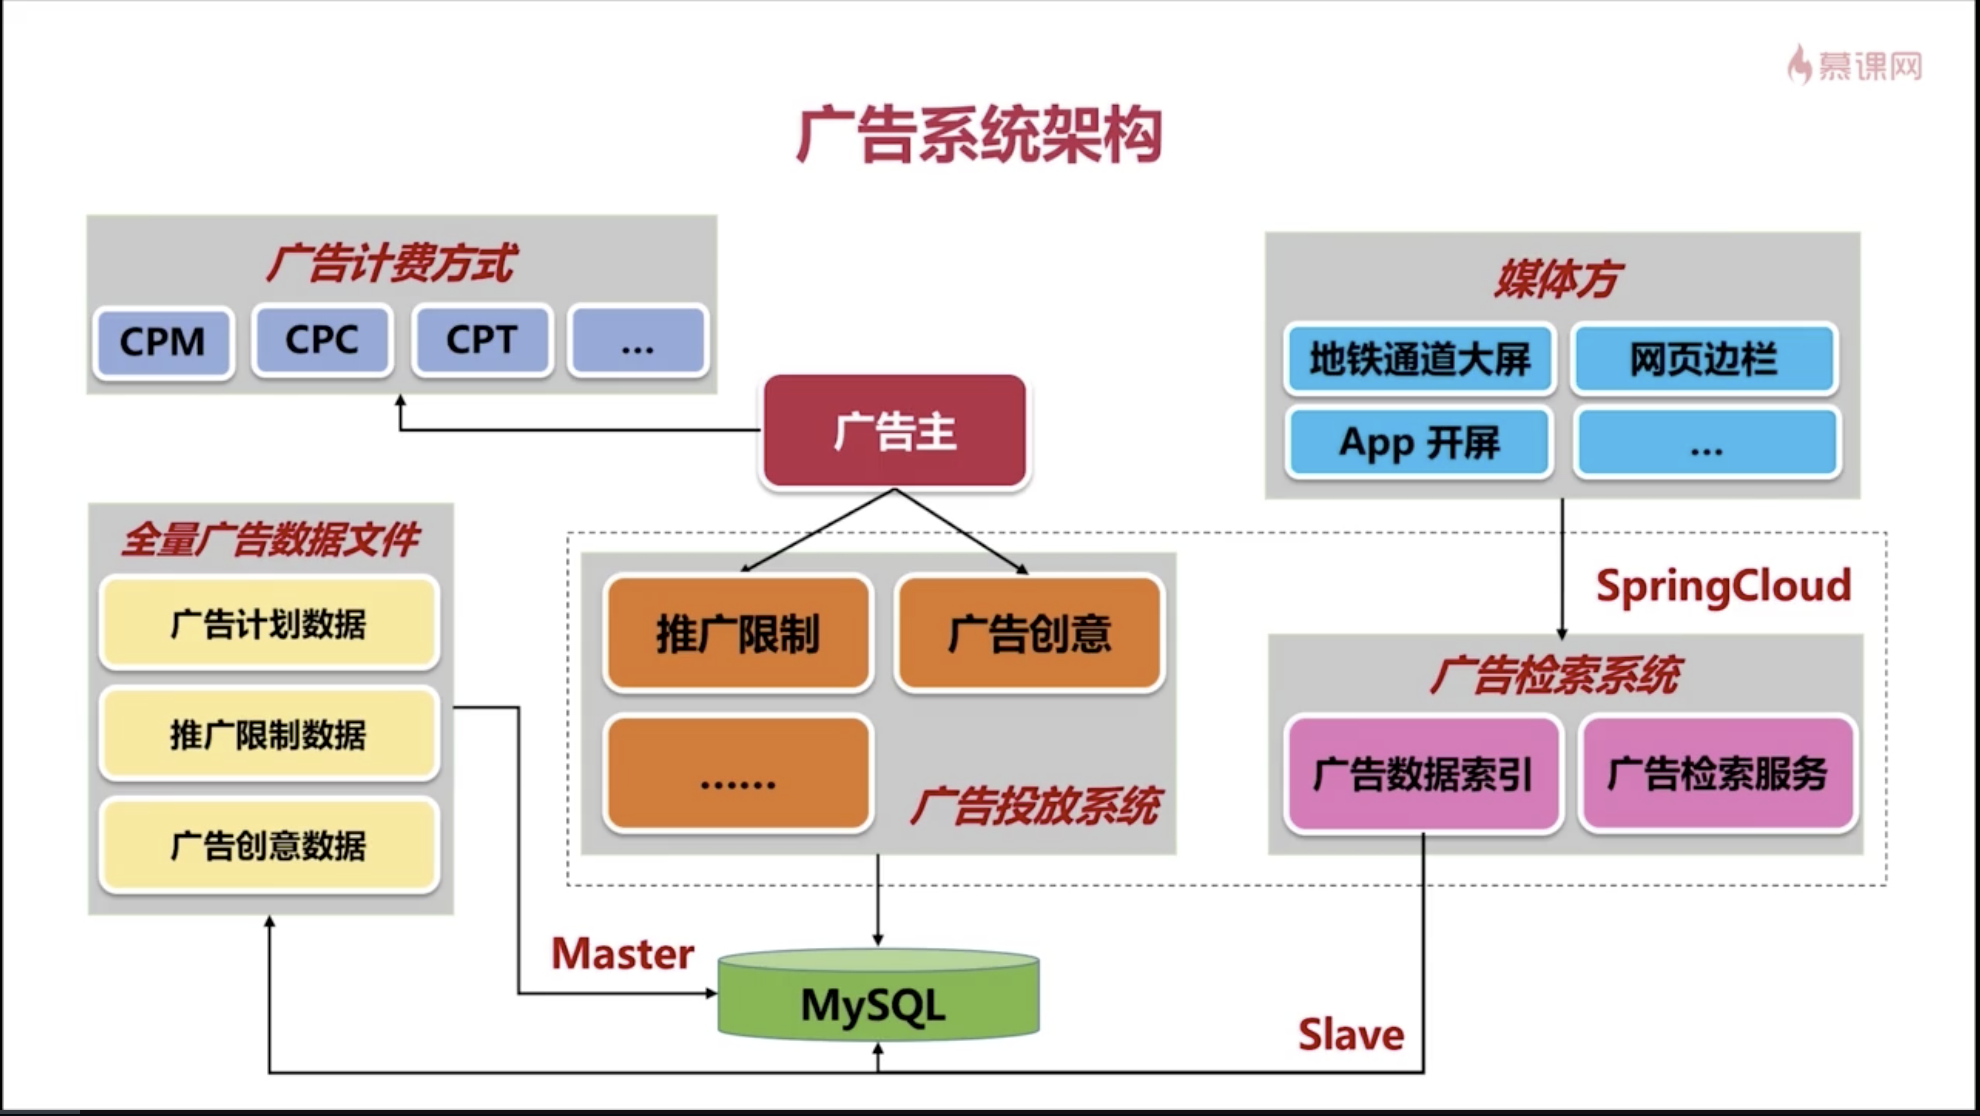 慕课网
广告系统架构
广告计费方式
CPM
CPC
CPT
...
广告主
媒体方
地铁通道大屏
网页边栏
App 开屏
...
全量广告数据文件
广告计划数据
推广限制数据
广告创意数据
推广限制
广告创意
......
广告投放系统
SpringCloud
广告检索系统
广告数据索引
广告检索服务
Master
MySQL
Slave